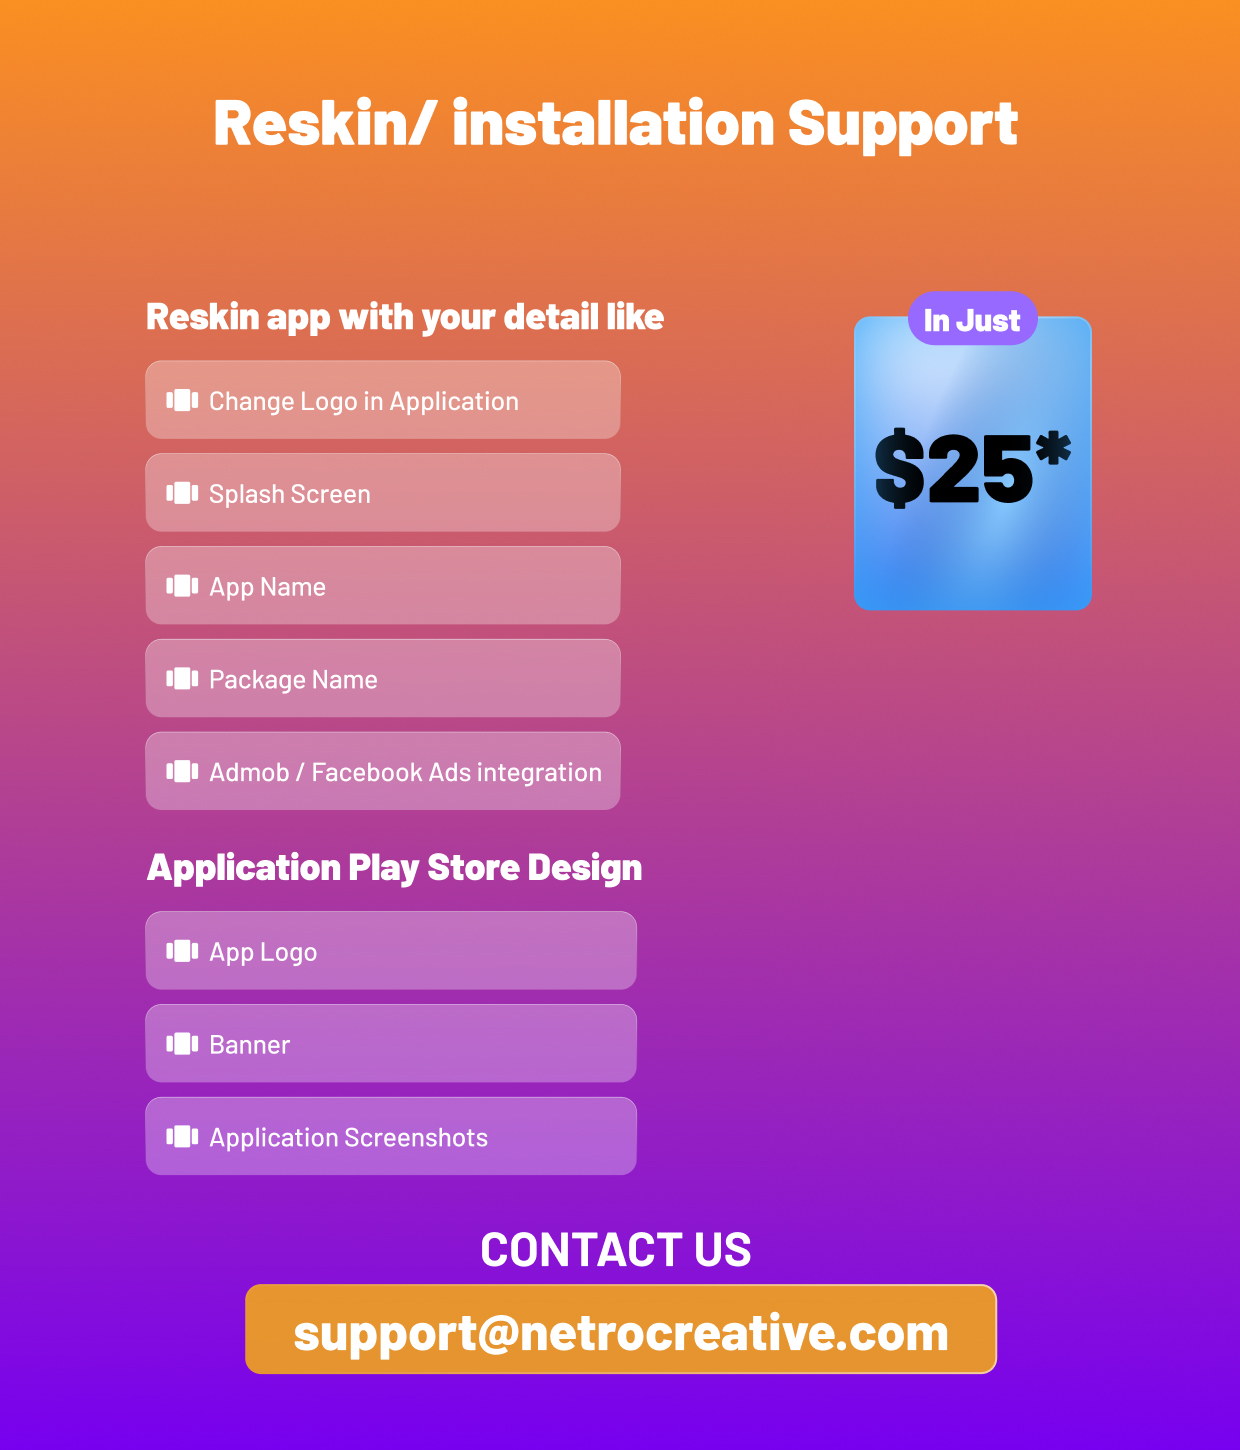 Reskin/ installation Support
Reskin app with your detail like
Change Logo in Application
Splash Screen
App Name
Package Name
Admob / Facebook Ads integration
In Just
$25*
Application Play Store Design
App Logo
Banner
Application Screenshots
CONTACT US
support@netrocreative.com